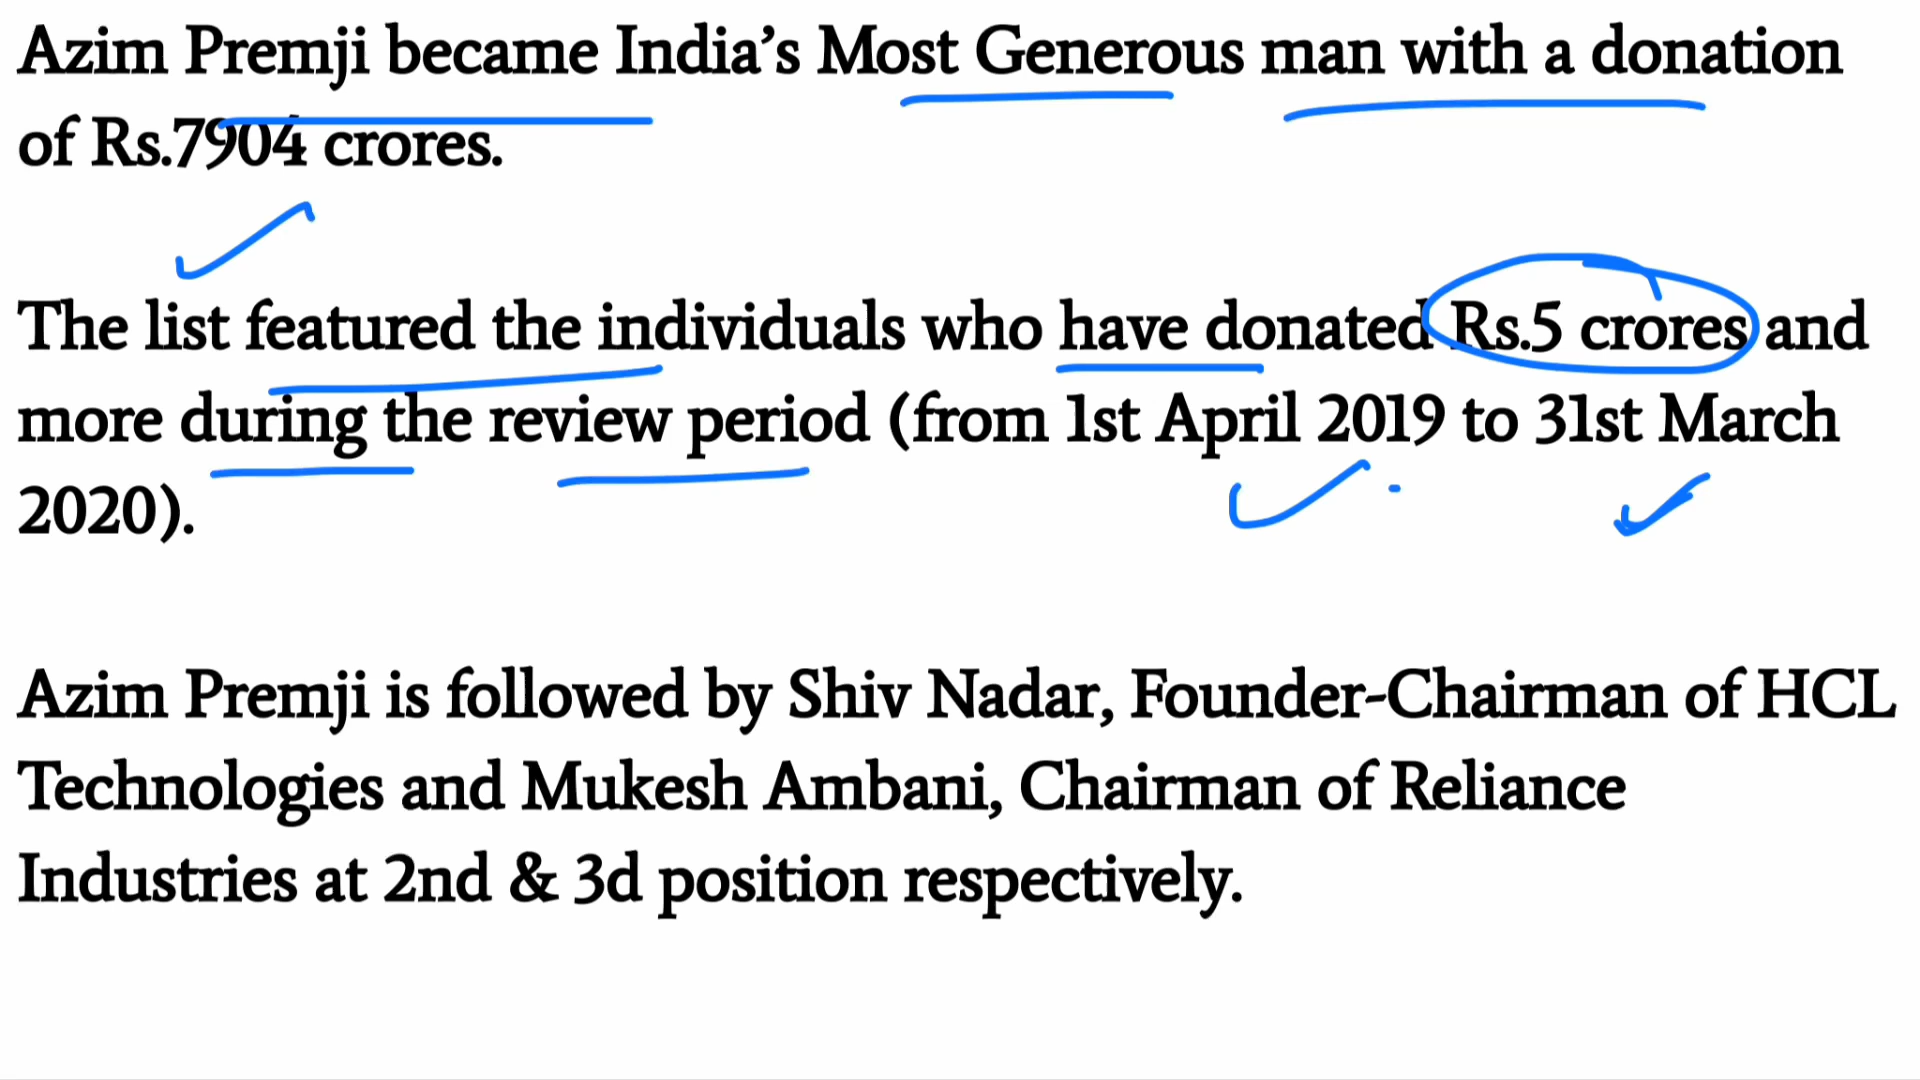 Azim Premji became India's Most Generous man with a donation
of Rs.7904 crores.
The list featured the individuals who have donated Rs.5 crores and
more during the review period (from 1st April 2019 to 31st March
2020).
Azim Premji is followed by Shiv Nadar, Founder-Chairman of HCL
Technologies and Mukesh Ambani, Chairman of Reliance
Industries at 2nd & 3d position respectively.